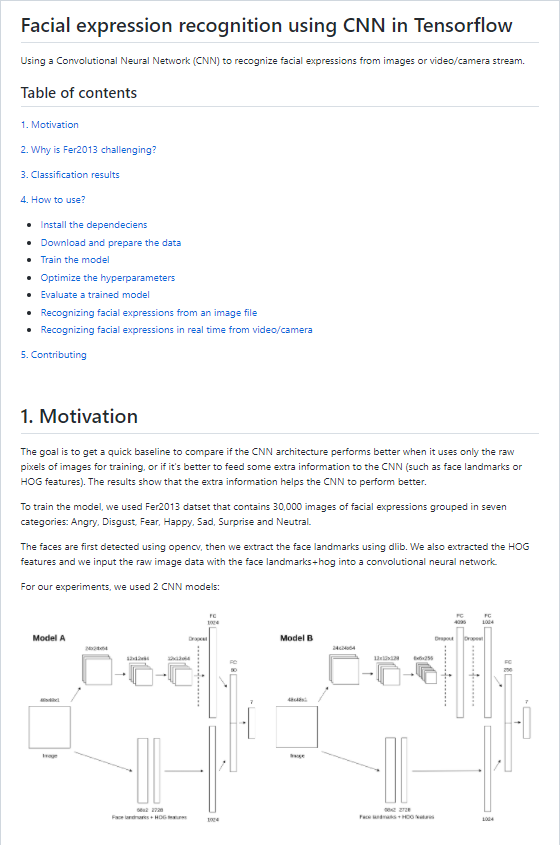 Facial expression recognition using CNN in Tensorflow
Using a Convolutional Neural Network (CNN) to recognize facial expressions from images or video/camera stream.
Table of contents
1. Motivation
2. Why is Fer2013 challenging?
3. Classification results
4. How to use?
Install the dependeciens
Download and prepare the data
Train the model
Optimize the hyperparameters
Evaluate a trained model
Recognizing facial expressions from an image file
Recognizing facial expressions in real time from video/camera
5. Contributing
1. Motivation
The goal is to get a quick baseline to compare if the CNN architecture performs better when it uses only the raw
pixels of images for training, or if it's better to feed some extra information to the CNN (such as face landmarks or
HOG features). The results show that the extra information helps the CNN to perform better.
To train the model, we used Fer2013 datset that contains 30,000 images of facial expressions grouped in seven
categories: Angry, Disgust, Fear, Happy, Sad, Surprise and Neutral.
The faces are first detected using opencv, then we extract the face landmarks using dlib. We also extracted the HOG
features and we input the raw image data with the face landmarks+hog into a convolutional neural network.
For our experiments, we used 2 CNN models:
Model A
48x48x1
Image
24x24x64
12x12x64
12x12x64
Dropout
FC
1024
FC
7
68x2 2728
Face landmarks + HOG features
1024
Model B
48x48x1
Image
24x24x64
12x12x128
6x6x256
Dropout
Dropout
FC
4096
FC
1024
FC
256
7
68x2 2728
Face landmarks + HOG features
1024